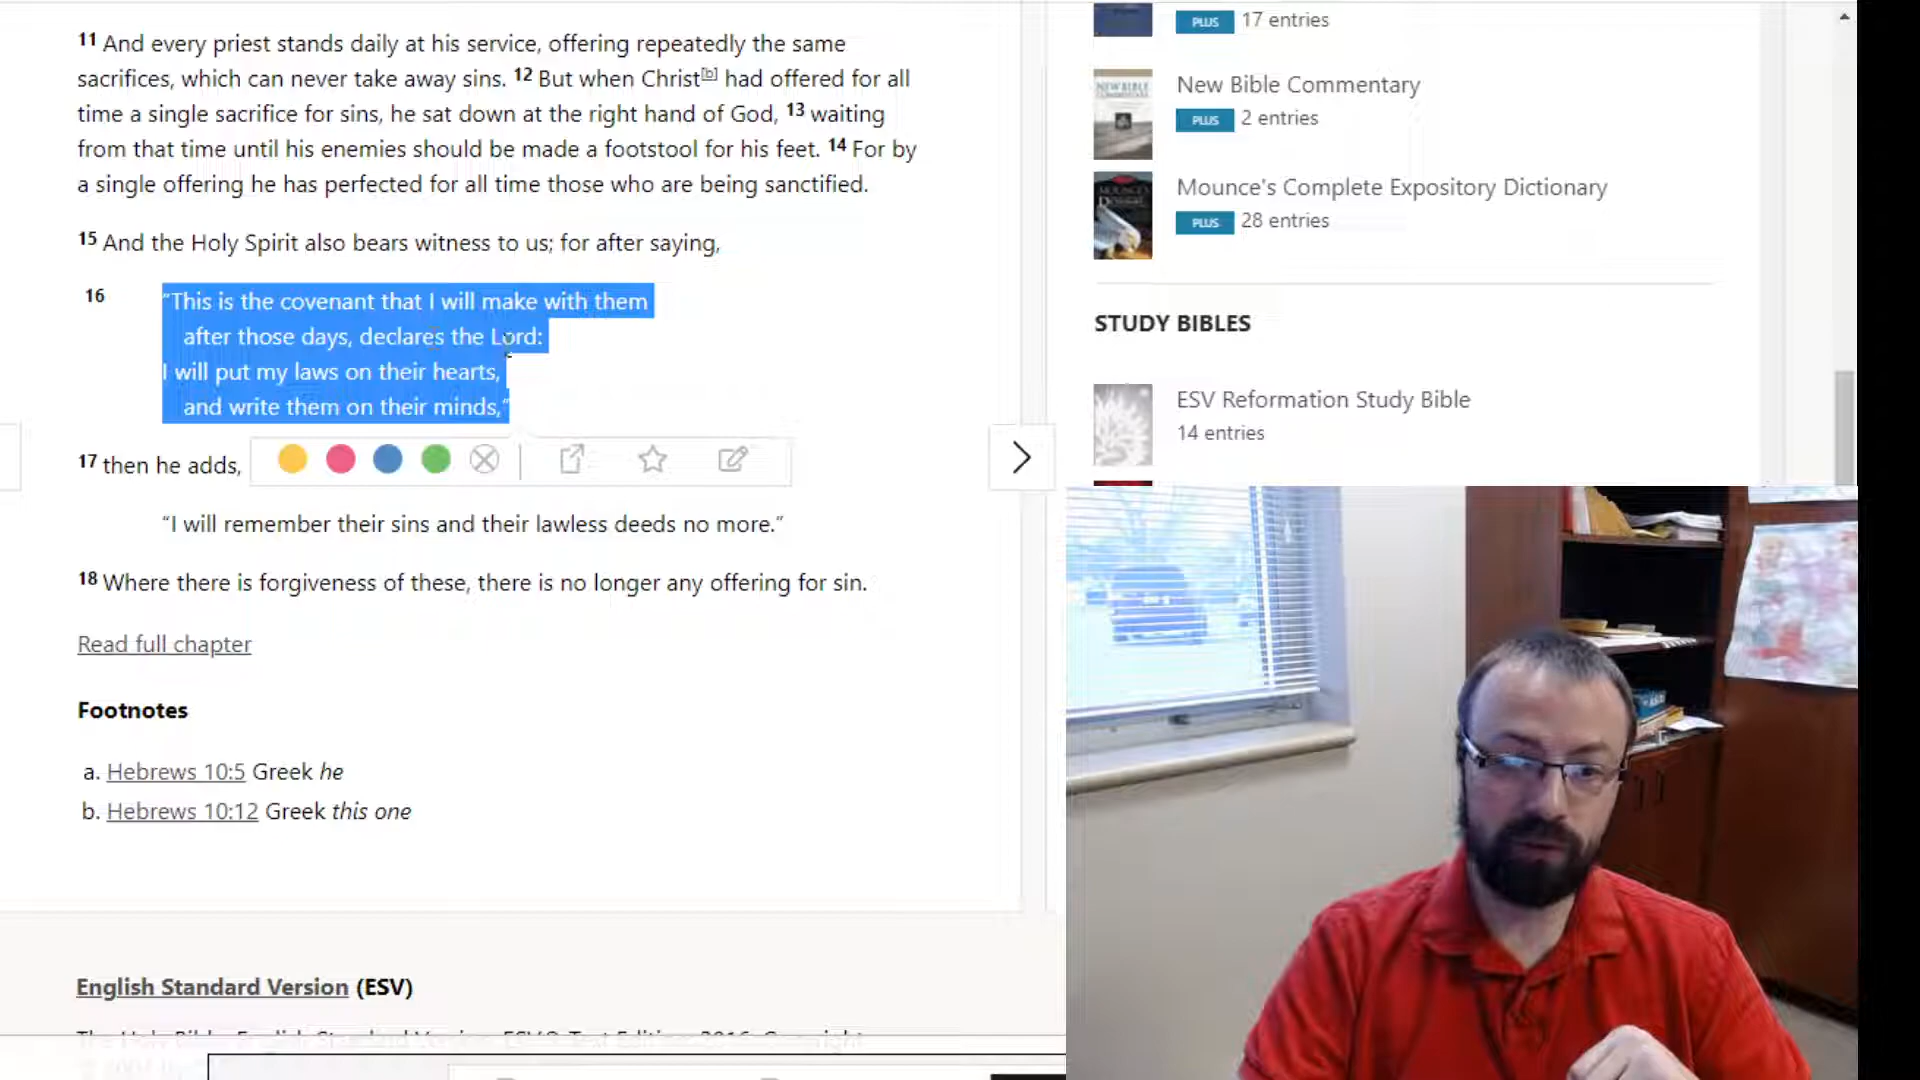 11 And every priest stands daily at his service, offering repeatedly the same
sacrifices, which can never take away sins. 12 But when Christ[b] had offered for all
time a single sacrifice for sins, he sat down at the right hand of God, 13 waiting
from that time until his enemies should be made a footstool for his feet. 14 For by
a single offering he has perfected for all time those who are being sanctified.
15 And the Holy Spirit also bears witness to us; for after saying,
16 “This is the covenant that I will make with them
after those days, declares the Lord:
I will put my laws on their hearts,
and write them on their minds,”
17 then he adds,
“I will remember their sins and their lawless deeds no more.”
18 Where there is forgiveness of these, there is no longer any offering for sin.
Read full chapter
Footnotes
a. Hebrews 10:5 Greek he
b. Hebrews 10:12 Greek this one
English Standard Version (ESV)
PLUS 17 entries
New Bible Commentary
PLUS 2 entries
Mounce's Complete Expository Dictionary
PLUS 28 entries
STUDY BIBLES
ESV Reformation Study Bible
14 entries